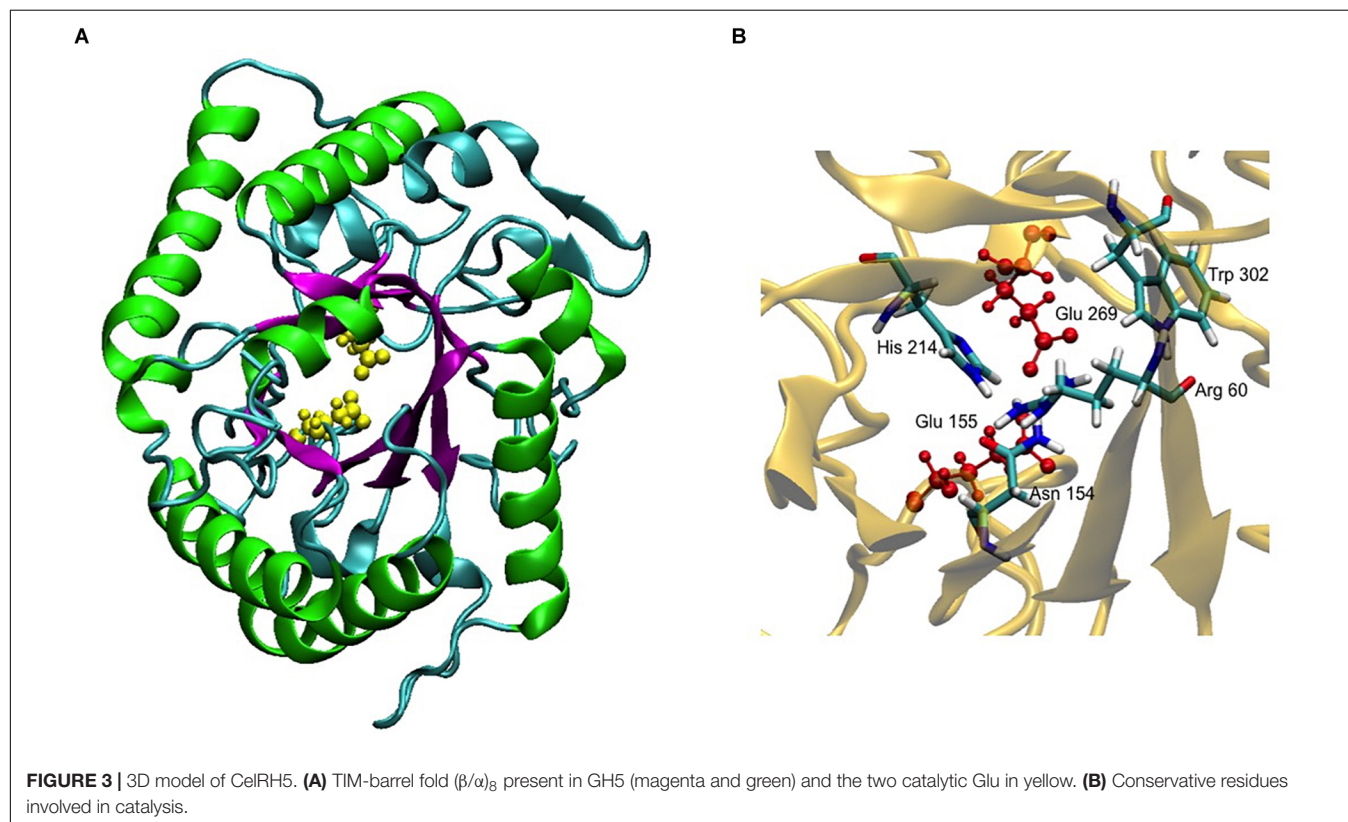 A
B
Trp 302
Glu 269
His 214
Arg 60
Glu 155
Asn 154
FIGURE 3 | 3D model of CelRH5. (A) TIM-barrel fold (β/α)₈ present in GH5 (magenta and green) and the two catalytic Glu in yellow. (B) Conservative residues
involved in catalysis.